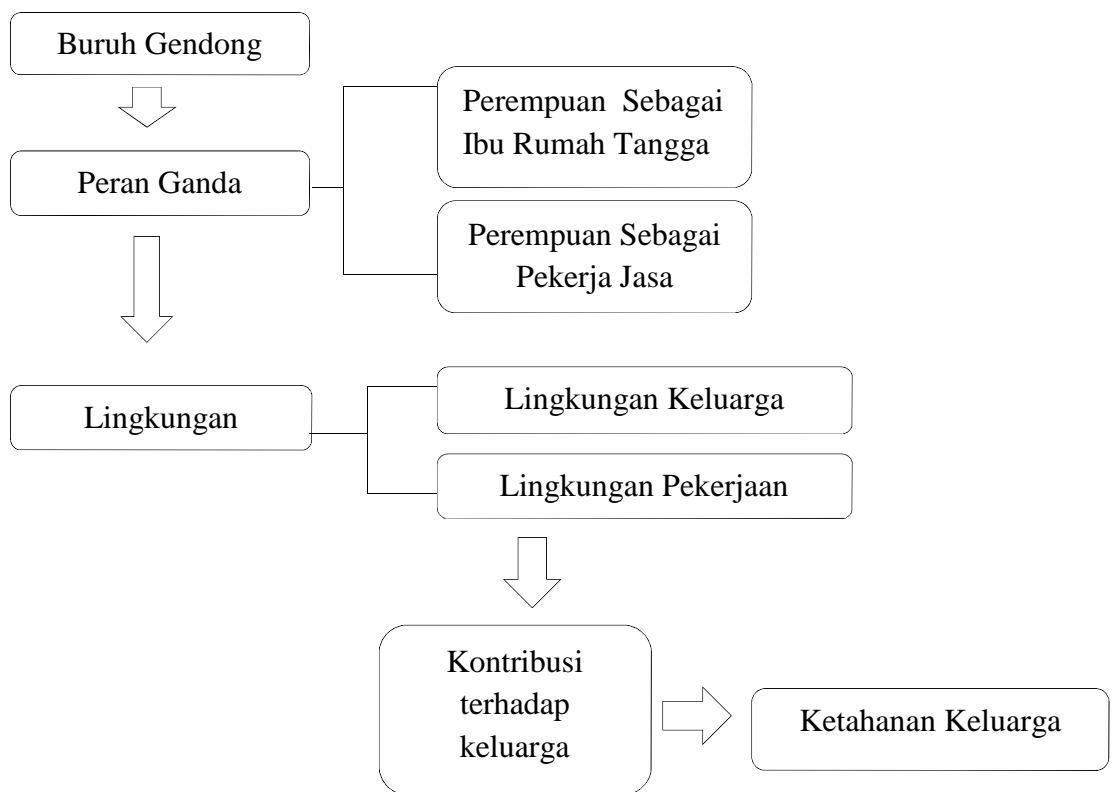 Buruh Gendong
Perempuan Sebagai
Ibu Rumah Tangga
Peran Ganda
Perempuan Sebagai
Pekerja Jasa
Lingkungan Keluarga
Lingkungan
Lingkungan Pekerjaan
Kontribusi
terhadap
keluarga
Ketahanan Keluarga